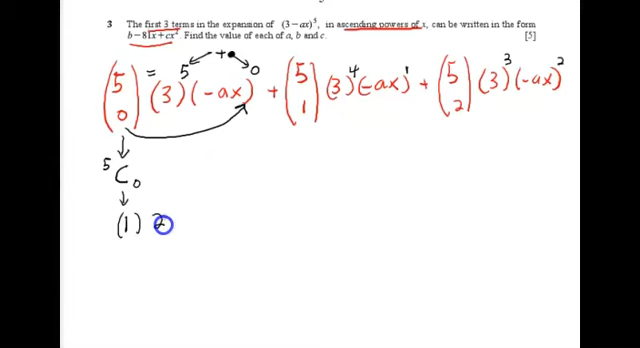 3 The first 3 terms in the expansion of (3 − ax)⁵, in ascending powers of x, can be written in the form
b − 81x + cx². Find the value of each of a, b and c. [5]
= 5 ← + • → 0
(5 0) (3)⁵ (−ax)⁰ + (5 1) (3)⁴ (−ax)¹ + (5 2) (3)³ (−ax)²
⁵C₀
(1) 2